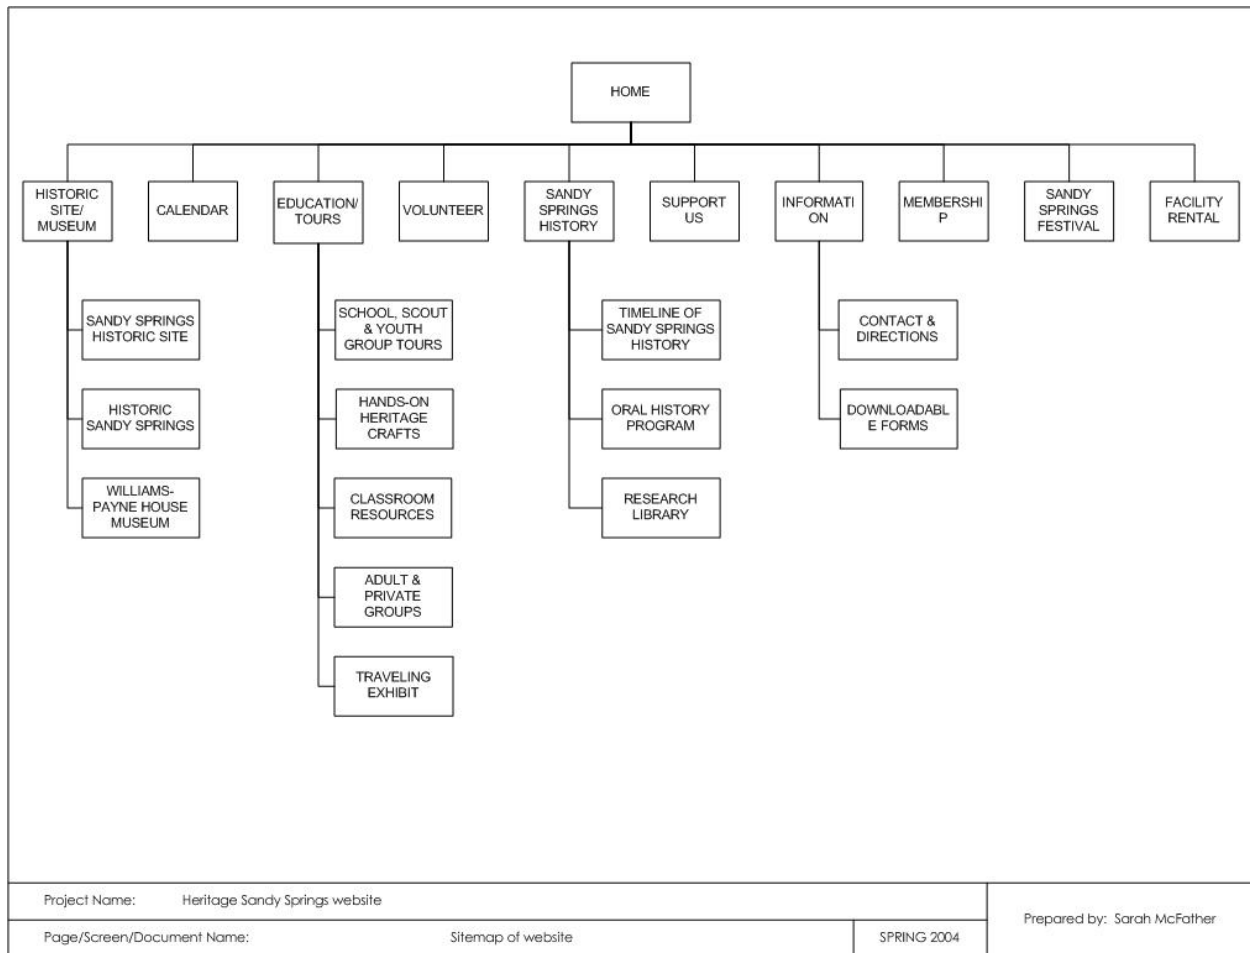 HOME
HISTORIC
SITE/
MUSEUM
CALENDAR
EDUCATION/
TOURS
VOLUNTEER
SANDY
SPRINGS
HISTORY
SUPPORT
US
INFORMATI
ON
MEMBERSHI
P
SANDY
SPRINGS
FESTIVAL
FACILITY
RENTAL
SANDY SPRINGS
HISTORIC SITE
HISTORIC
SANDY SPRINGS
WILLIAMS-
PAYNE HOUSE
MUSEUM
SCHOOL, SCOUT
& YOUTH
GROUP TOURS
HANDS-ON
HERITAGE
CRAFTS
CLASSROOM
RESOURCES
ADULT &
PRIVATE
GROUPS
TRAVELING
EXHIBIT
TIMELINE OF
SANDY SPRINGS
HISTORY
ORAL HISTORY
PROGRAM
RESEARCH
LIBRARY
CONTACT &
DIRECTIONS
DOWNLOADABL
E FORMS
Project Name: Heritage Sandy Springs website
Page/Screen/Document Name: Sitemap of website
SPRING 2004
Prepared by: Sarah McFather